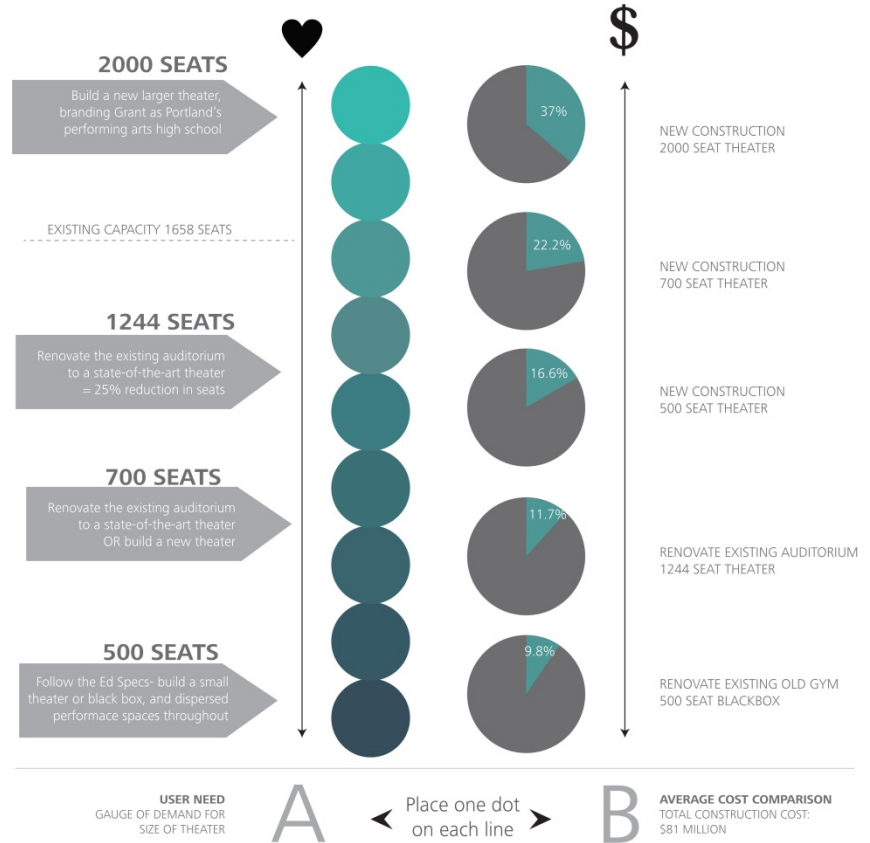 $
2000 SEATS
Build a new larger theater,
branding Grant as Portland's
performing arts high school
EXISTING CAPACITY 1658 SEATS
1244 SEATS
Renovate the existing auditorium
to a state-of-the-art theater
= 25% reduction in seats
700 SEATS
Renovate the existing auditorium
to a state-of-the-art theater
OR build a new theater
500 SEATS
Follow the Ed Specs- build a small
theater or black box, and dispersed
performace spaces throughout
37%
NEW CONSTRUCTION
2000 SEAT THEATER
22.2%
NEW CONSTRUCTION
700 SEAT THEATER
16.6%
NEW CONSTRUCTION
500 SEAT THEATER
11.7%
RENOVATE EXISTING AUDITORIUM
1244 SEAT THEATER
9.8%
RENOVATE EXISTING OLD GYM
500 SEAT BLACKBOX
USER NEED
GAUGE OF DEMAND FOR
SIZE OF THEATER
A
Place one dot
on each line
B
AVERAGE COST COMPARISON
TOTAL CONSTRUCTION COST:
$81 MILLION